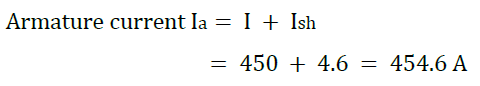 Armature current Ia = I + Ish
= 450 + 4.6 = 454.6 A